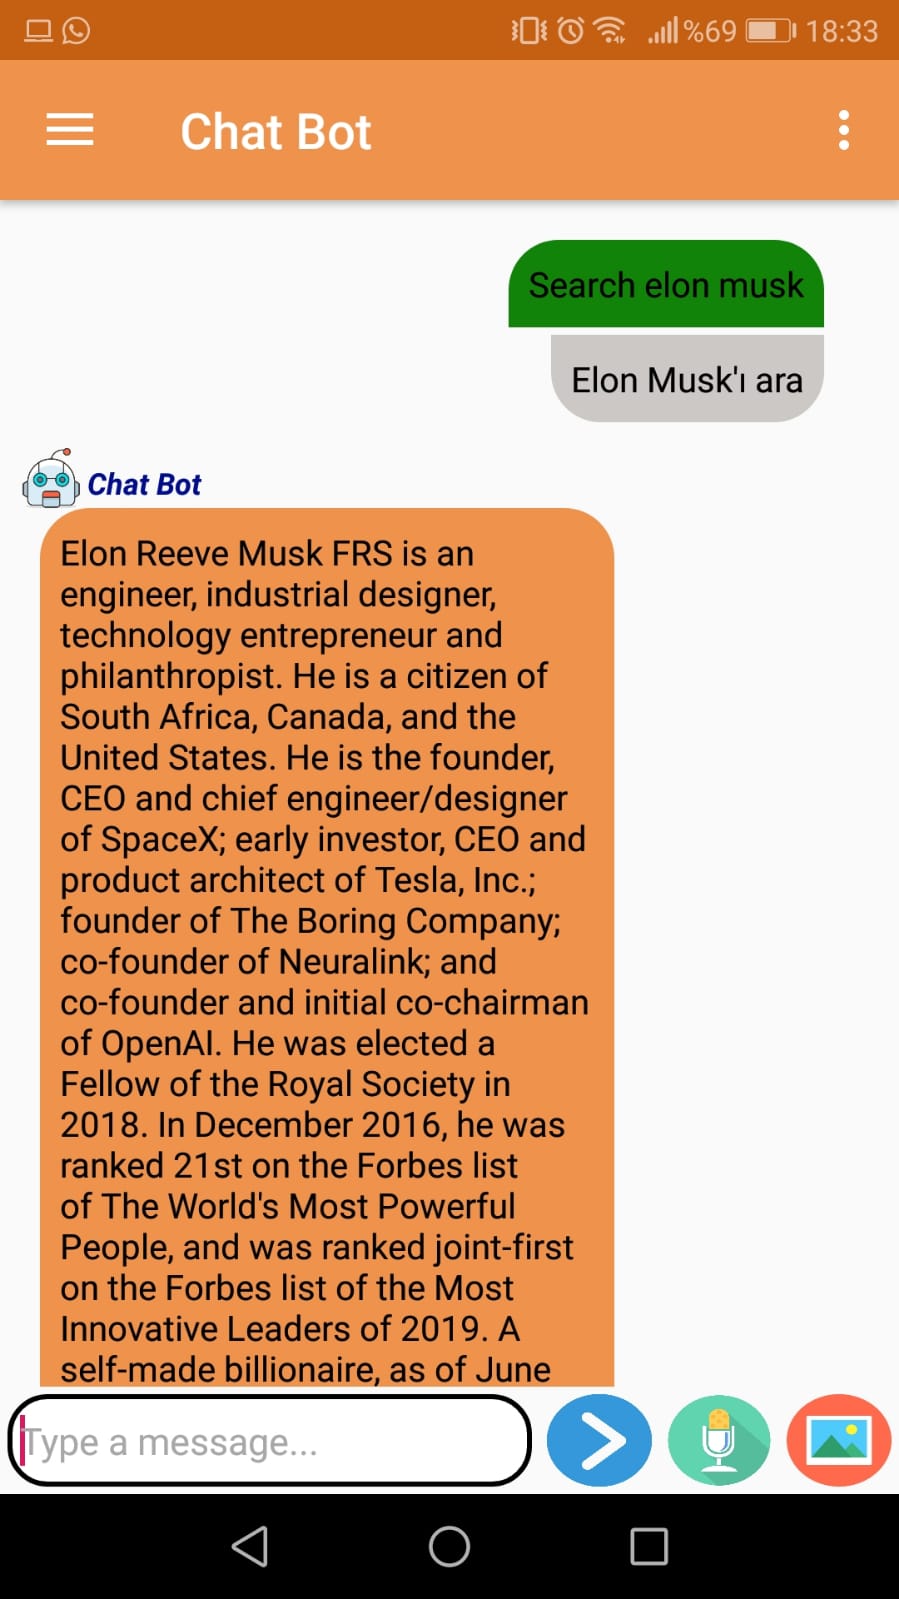 %69 18:33
Chat Bot
Search elon musk
Elon Musk'ı ara
Chat Bot
Elon Reeve Musk FRS is an
engineer, industrial designer,
technology entrepreneur and
philanthropist. He is a citizen of
South Africa, Canada, and the
United States. He is the founder,
CEO and chief engineer/designer
of SpaceX; early investor, CEO and
product architect of Tesla, Inc.;
founder of The Boring Company;
co-founder of Neuralink; and
co-founder and initial co-chairman
of OpenAI. He was elected a
Fellow of the Royal Society in
2018. In December 2016, he was
ranked 21st on the Forbes list
of The World's Most Powerful
People, and was ranked joint-first
on the Forbes list of the Most
Innovative Leaders of 2019. A
self-made billionaire, as of June
Type a message...